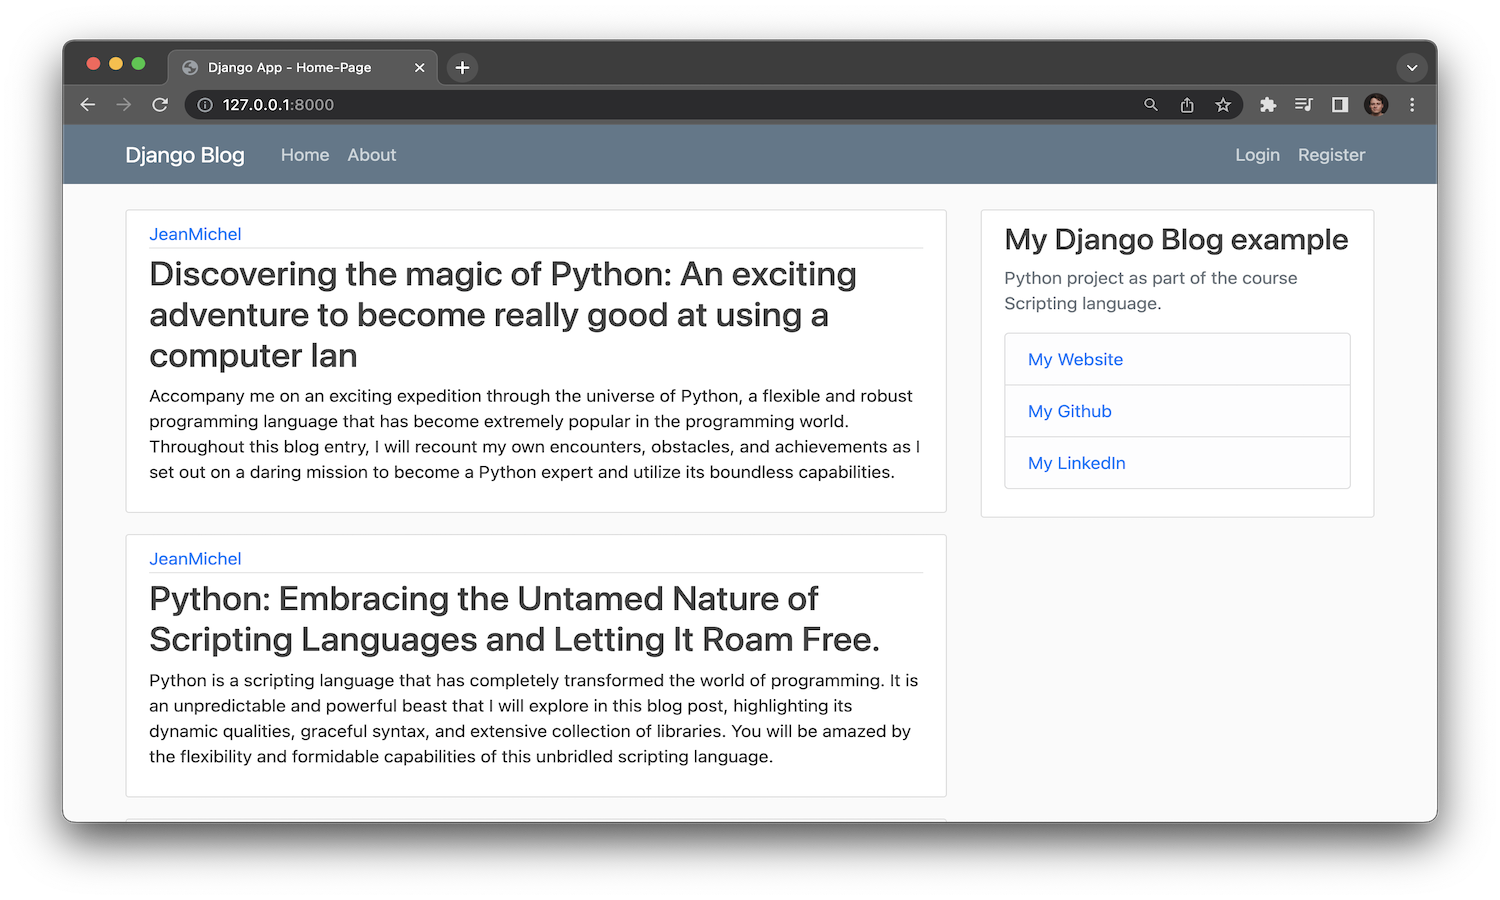 Django App - Home-Page
127.0.0.1:8000
Django Blog Home About Login Register
JeanMichel
Discovering the magic of Python: An exciting
adventure to become really good at using a
computer lan
Accompany me on an exciting expedition through the universe of Python, a flexible and robust
programming language that has become extremely popular in the programming world.
Throughout this blog entry, I will recount my own encounters, obstacles, and achievements as I
set out on a daring mission to become a Python expert and utilize its boundless capabilities.
JeanMichel
Python: Embracing the Untamed Nature of
Scripting Languages and Letting It Roam Free.
Python is a scripting language that has completely transformed the world of programming. It is
an unpredictable and powerful beast that I will explore in this blog post, highlighting its
dynamic qualities, graceful syntax, and extensive collection of libraries. You will be amazed by
the flexibility and formidable capabilities of this unbridled scripting language.
My Django Blog example
Python project as part of the course
Scripting language.
My Website
My Github
My LinkedIn